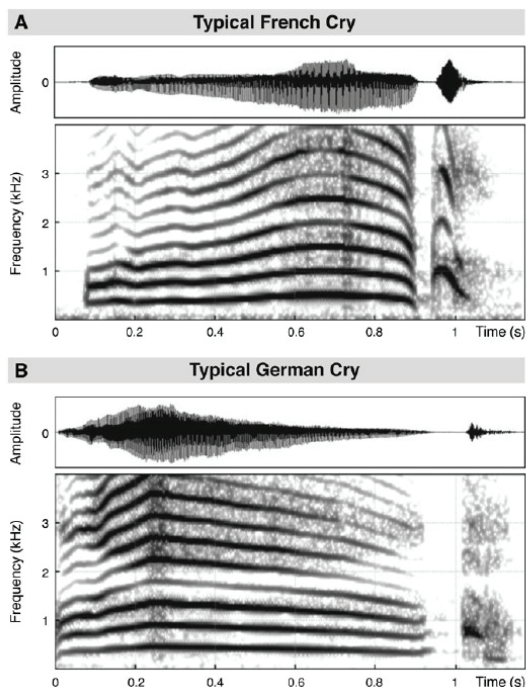 A Typical French Cry
Amplitude
0
Frequency (kHz)
3
2
1
0 0.2 0.4 0.6 0.8 1 Time (s)
B Typical German Cry
Amplitude
0
Frequency (kHz)
3
2
1
0 0.2 0.4 0.6 0.8 1 Time (s)